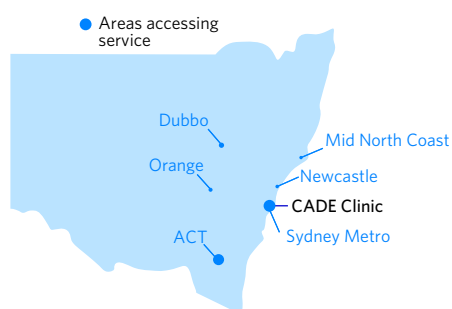 Areas accessing
service
Dubbo
Mid North Coast
Orange
Newcastle
CADE Clinic
ACT
Sydney Metro